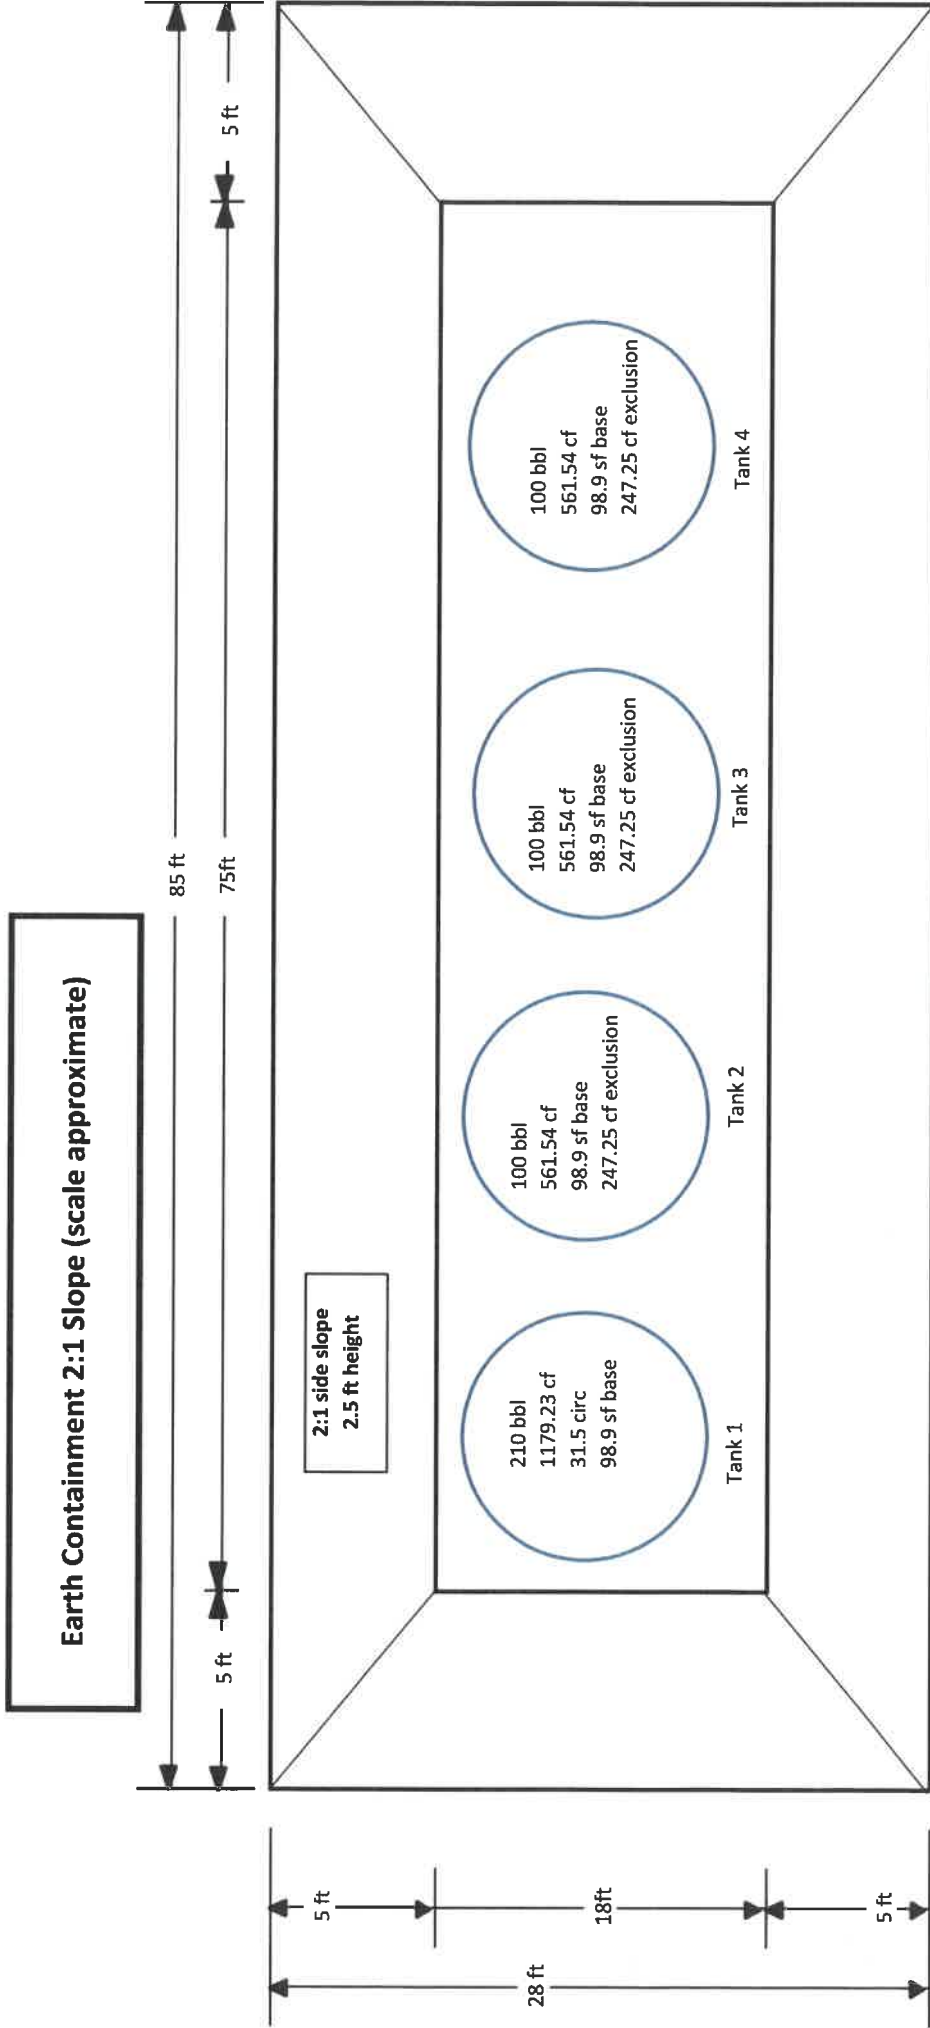 Earth Containment 2:1 Slope (scale approximate)
85 ft
5 ft
75ft
5 ft
2:1 side slope
2.5 ft height
28 ft
5 ft
18ft
5 ft
210 bbl
1179.23 cf
31.5 circ
98.9 sf base
Tank 1
100 bbl
561.54 cf
98.9 sf base
247.25 cf exclusion
Tank 2
100 bbl
561.54 cf
98.9 sf base
247.25 cf exclusion
Tank 3
100 bbl
561.54 cf
98.9 sf base
247.25 cf exclusion
Tank 4